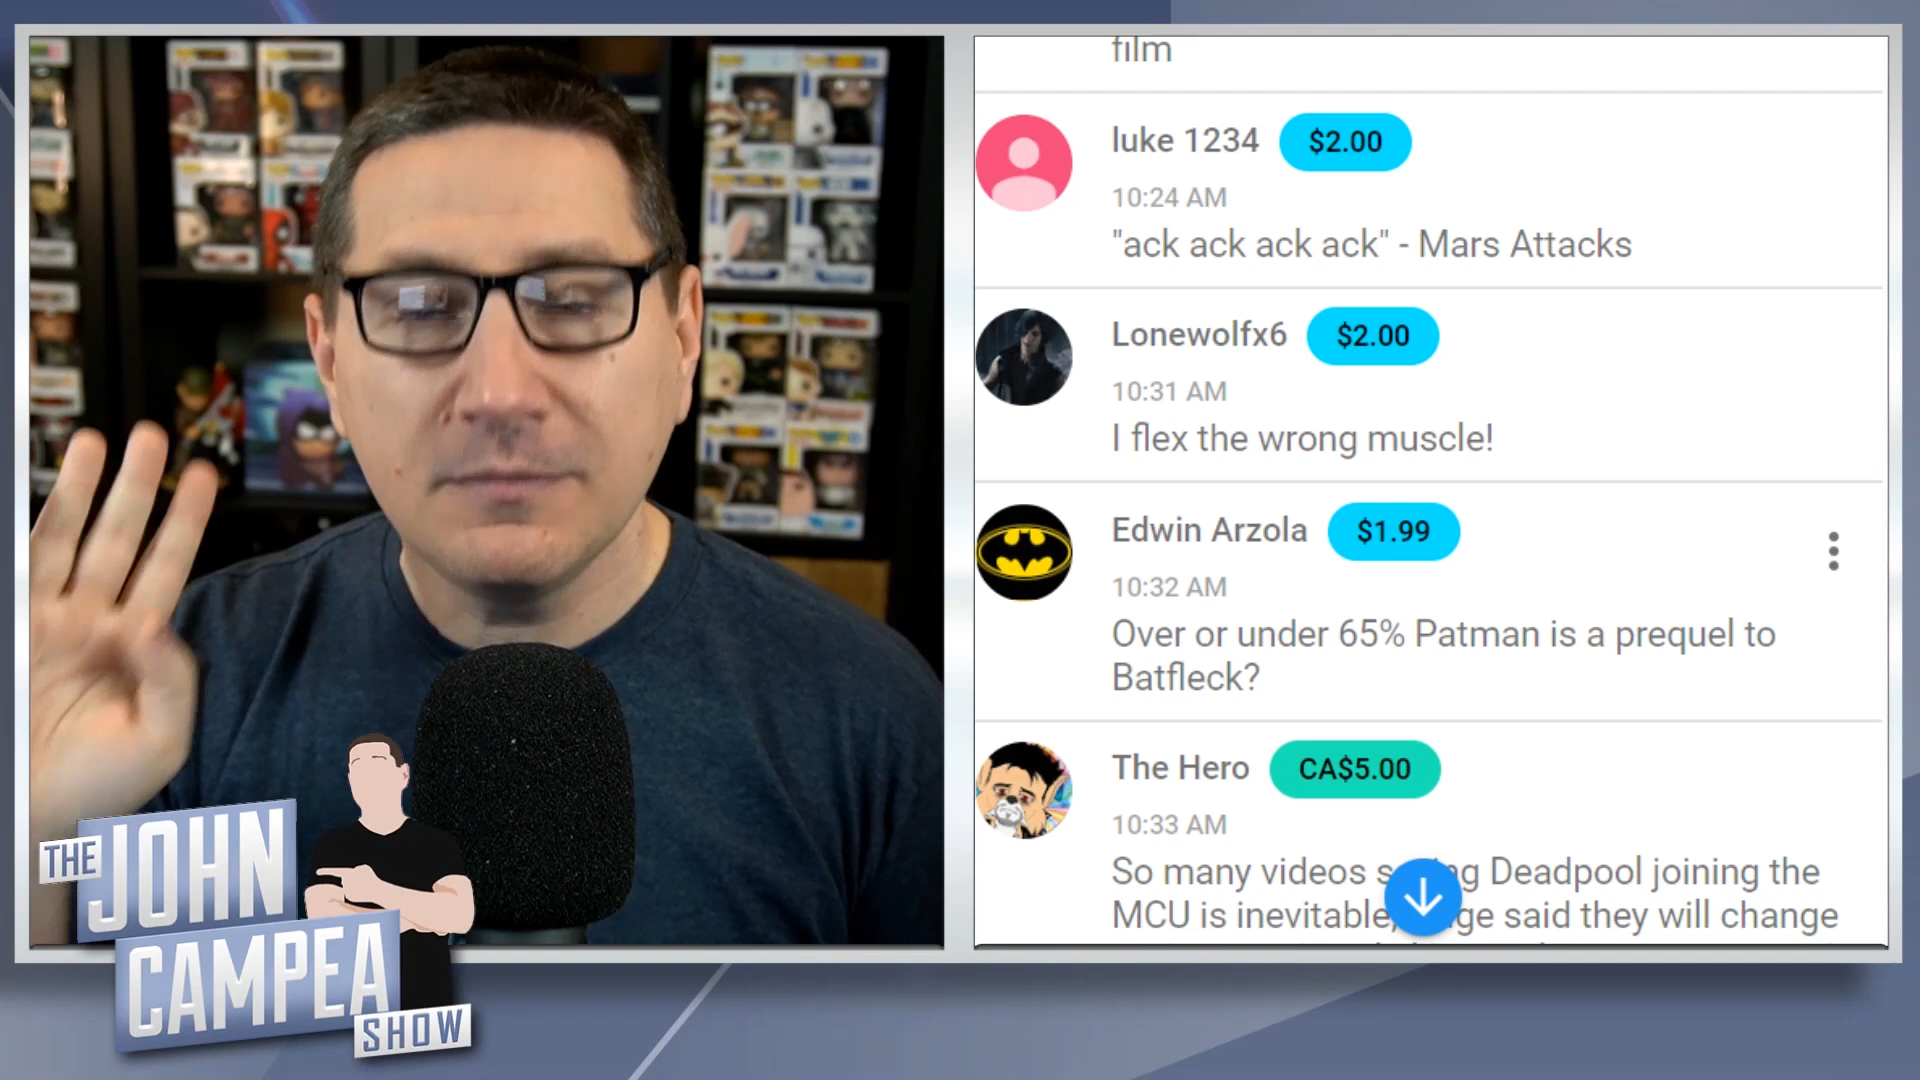 film
luke 1234 $2.00
10:24 AM
"ack ack ack ack" - Mars Attacks
Lonewolfx6 $2.00
10:31 AM
I flex the wrong muscle!
Edwin Arzola $1.99
10:32 AM
Over or under 65% Patman is a prequel to
Batfleck?
The Hero CA$5.00
10:33 AM
So many videos Deadpool joining the
MCU is inevitable, said they will change
THE
JOHN
CAMPEA
SHOW